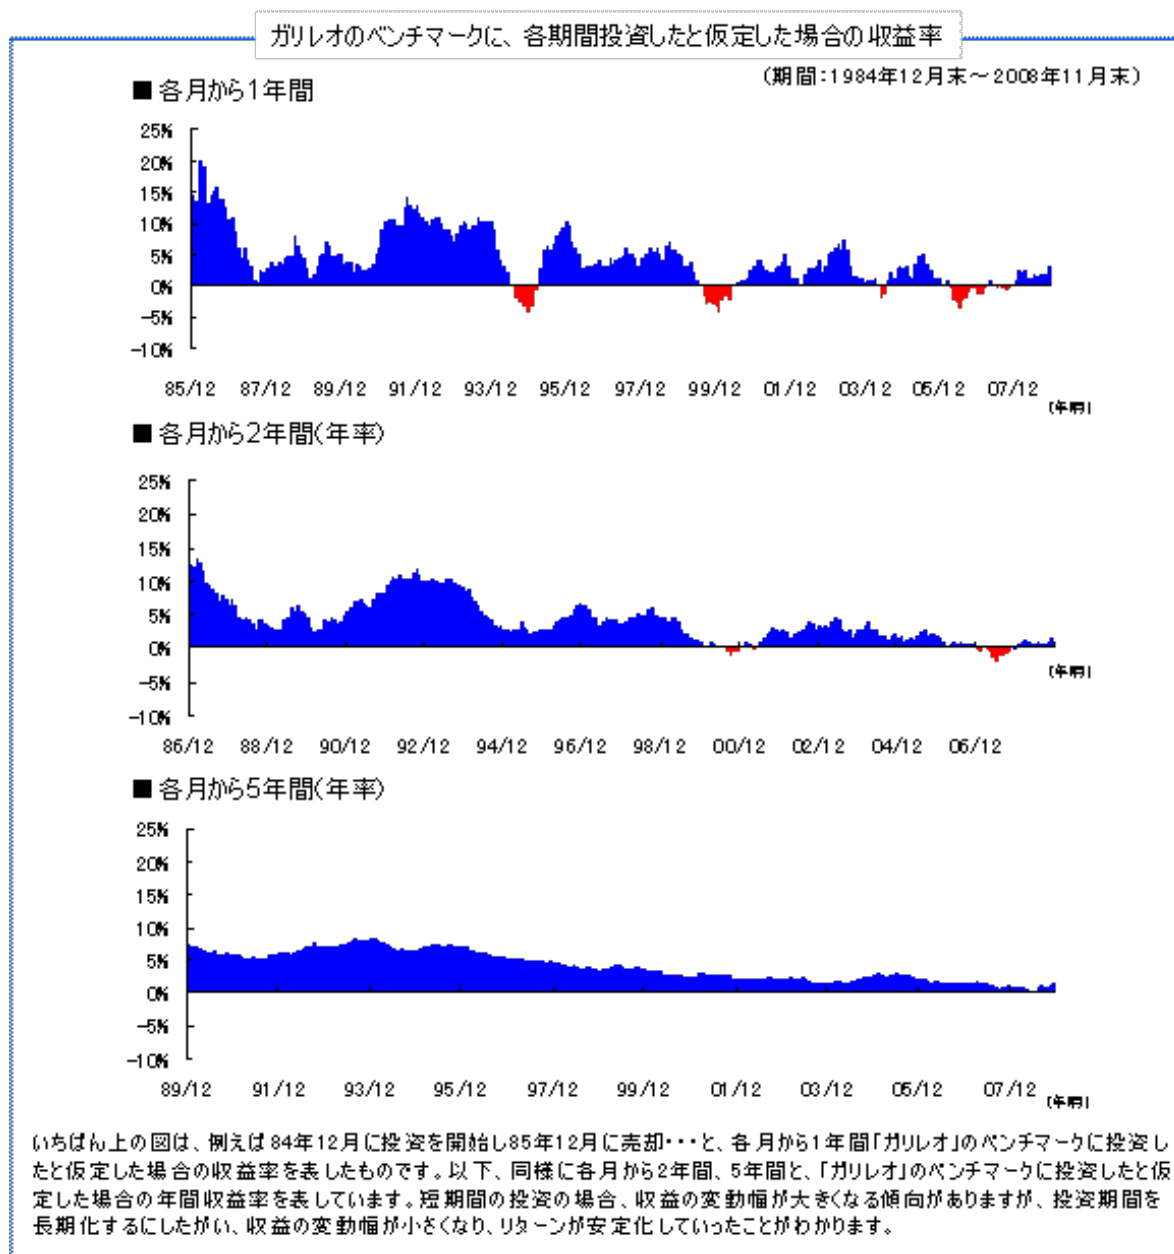 ガリレオのベンチマークに、各期間投資したと仮定した場合の収益率
(期間:1984年12月末～2008年11月末)
■ 各月から1年間
25%
20%
15%
10%
5%
0%
-5%
-10%
85/12 87/12 89/12 91/12 93/12 95/12 97/12 99/12 01/12 03/12 05/12 07/12
■ 各月から2年間(年率)
25%
20%
15%
10%
5%
0%
-5%
-10%
86/12 88/12 90/12 92/12 94/12 96/12 98/12 00/12 02/12 04/12 06/12
■ 各月から5年間(年率)
25%
20%
15%
10%
5%
0%
-5%
-10%
89/12 91/12 93/12 95/12 97/12 99/12 01/12 03/12 05/12 07/12
いちばん上の図は、例えば84年12月に投資を開始し85年12月に売却・・・と、各月から1年間「ガリレオ」のベンチマークに投資し
たと仮定した場合の収益率を表したものです。以下、同様に各月から2年間、5年間と、「ガリレオ」のベンチマークに投資したと仮
定した場合の年間収益率を表しています。短期間の投資の場合、収益の変動幅が大きくなる傾向がありますが、投資期間を
長期化するにしたがい、収益の変動幅が小さくなり、リターンが安定化していったことがわかります。